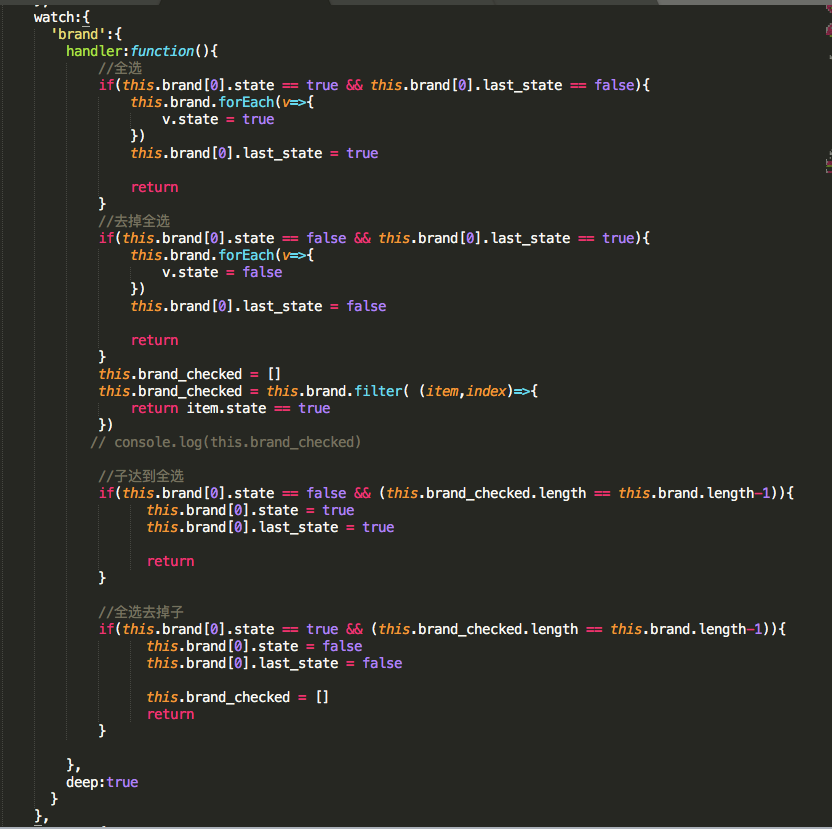 watch:{
'brand':{
handler:function(){
//全选
if(this.brand[0].state == true && this.brand[0].last_state == false){
this.brand.forEach(v=>{
v.state = true
})
this.brand[0].last_state = true
return
}
//去掉全选
if(this.brand[0].state == false && this.brand[0].last_state == true){
this.brand.forEach(v=>{
v.state = false
})
this.brand[0].last_state = false
return
}
this.brand_checked = []
this.brand_checked = this.brand.filter( (item,index)=>{
return item.state == true
})
// console.log(this.brand_checked)
//子达到全选
if(this.brand[0].state == false && (this.brand_checked.length == this.brand.length-1)){
this.brand[0].state = true
this.brand[0].last_state = true
return
}
//全选去掉子
if(this.brand[0].state == true && (this.brand_checked.length == this.brand.length-1)){
this.brand[0].state = false
this.brand[0].last_state = false
this.brand_checked = []
return
}
},
deep:true
}
},